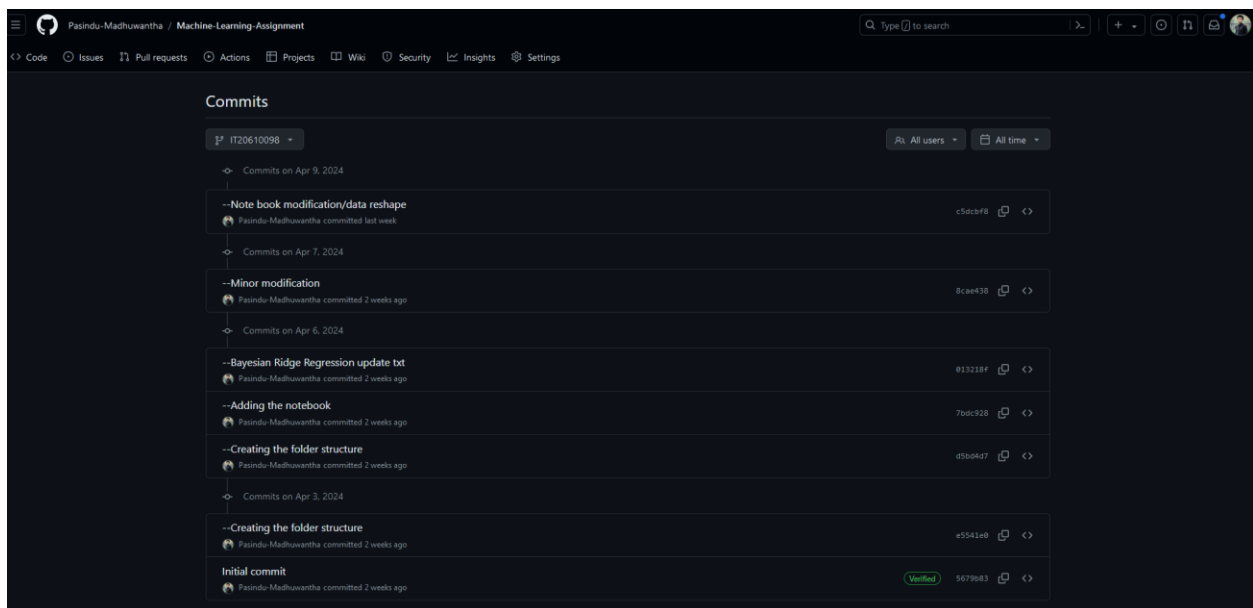 Pasindu-Madhuwantha / Machine-Learning-Assignment
Type / to search
Code Issues Pull requests Actions Projects Wiki Security Insights Settings
Commits
IT20610098 All users All time
Commits on Apr 9, 2024
--Note book modification/data reshape
Pasindu-Madhuwantha committed last week
c5dcbf8
Commits on Apr 7, 2024
--Minor modification
Pasindu-Madhuwantha committed 2 weeks ago
8cae438
Commits on Apr 6, 2024
--Bayesian Ridge Regression update txt
Pasindu-Madhuwantha committed 2 weeks ago
013218f
--Adding the notebook
Pasindu-Madhuwantha committed 2 weeks ago
7bdc928
--Creating the folder structure
Pasindu-Madhuwantha committed 2 weeks ago
d5bd4d7
Commits on Apr 3, 2024
--Creating the folder structure
Pasindu-Madhuwantha committed 2 weeks ago
e5541e0
Initial commit
Pasindu-Madhuwantha committed 2 weeks ago
Verified 5679b83